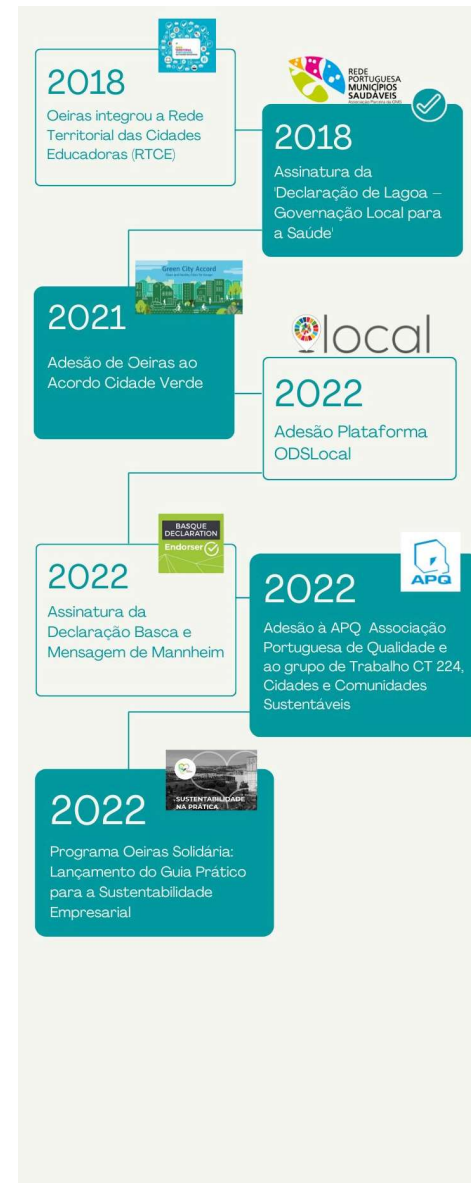 2018
Oeiras integrou a Rede
Territorial das Cidades
Educadoras (RTCE)
REDE
PORTUGUESA
MUNICÍPIOS
SAUDÁVEIS
2018
Assinatura da
'Declaração de Lagoa –
Governação Local para
a Saúde'
Green City Accord
2021
Adesão de Oeiras ao
Acordo Cidade Verde
local
2022
Adesão Plataforma
ODSLocal
BASQUE
DECLARATION
Endorser
2022
Assinatura da
Declaração Basca e
Mensagem de Mannheim
APQ
2022
Adesão à APQ Associação
Portuguesa de Qualidade e
ao grupo de Trabalho CT 224,
Cidades e Comunidades
Sustentáveis
SUSTENTABILIDADE
NA PRÁTICA
2022
Programa Oeiras Solidária:
Lançamento do Guia Prático
para a Sustentabilidade
Empresarial